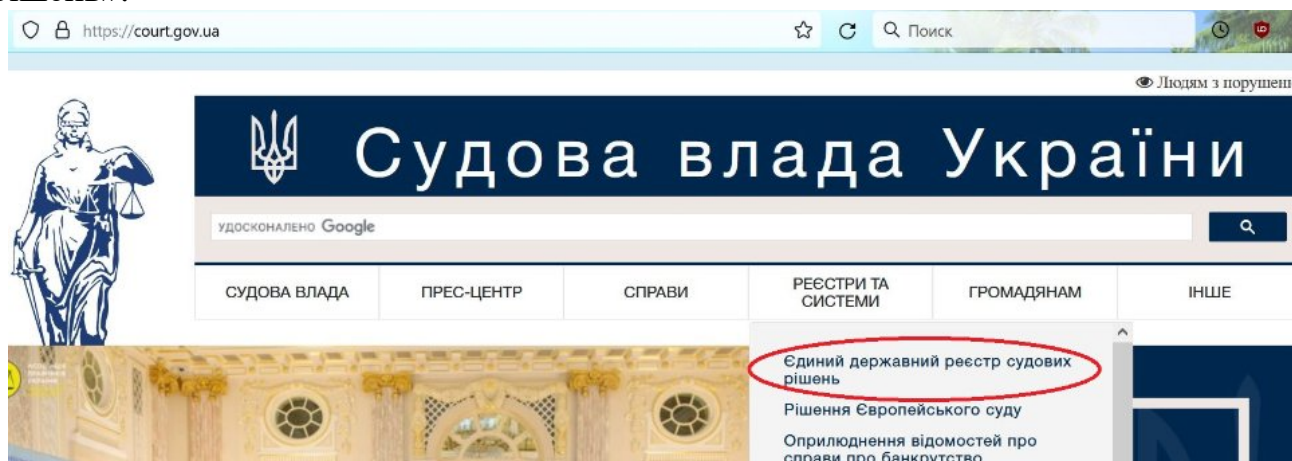 https://court.gov.ua
Поиск
Людям з порушен
Судова влада України
УДОСКОНАЛЕНО Google
СУДОВА ВЛАДА
ПРЕС-ЦЕНТР
СПРАВИ
РЕЄСТРИ ТА
СИСТЕМИ
ГРОМАДЯНАМ
ІНШЕ
Єдиний державний реєстр судових
рішень
Рішення Європейського суду
Оприлюднення відомостей про
справи про банкрутство